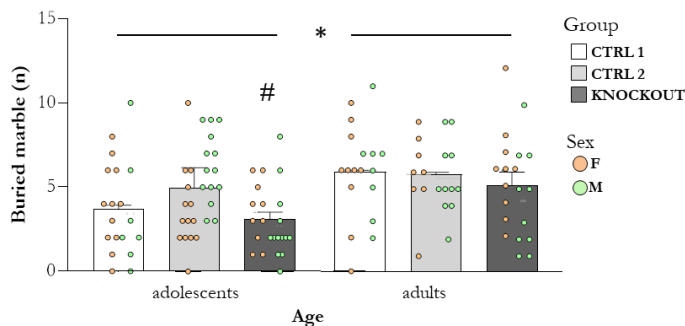 15
Group
*
CTRL 1
CTRL 2
10
#
KNOCKOUT
Buried marble (n)
Sex
5
F
M
0
adolescents
adults
Age